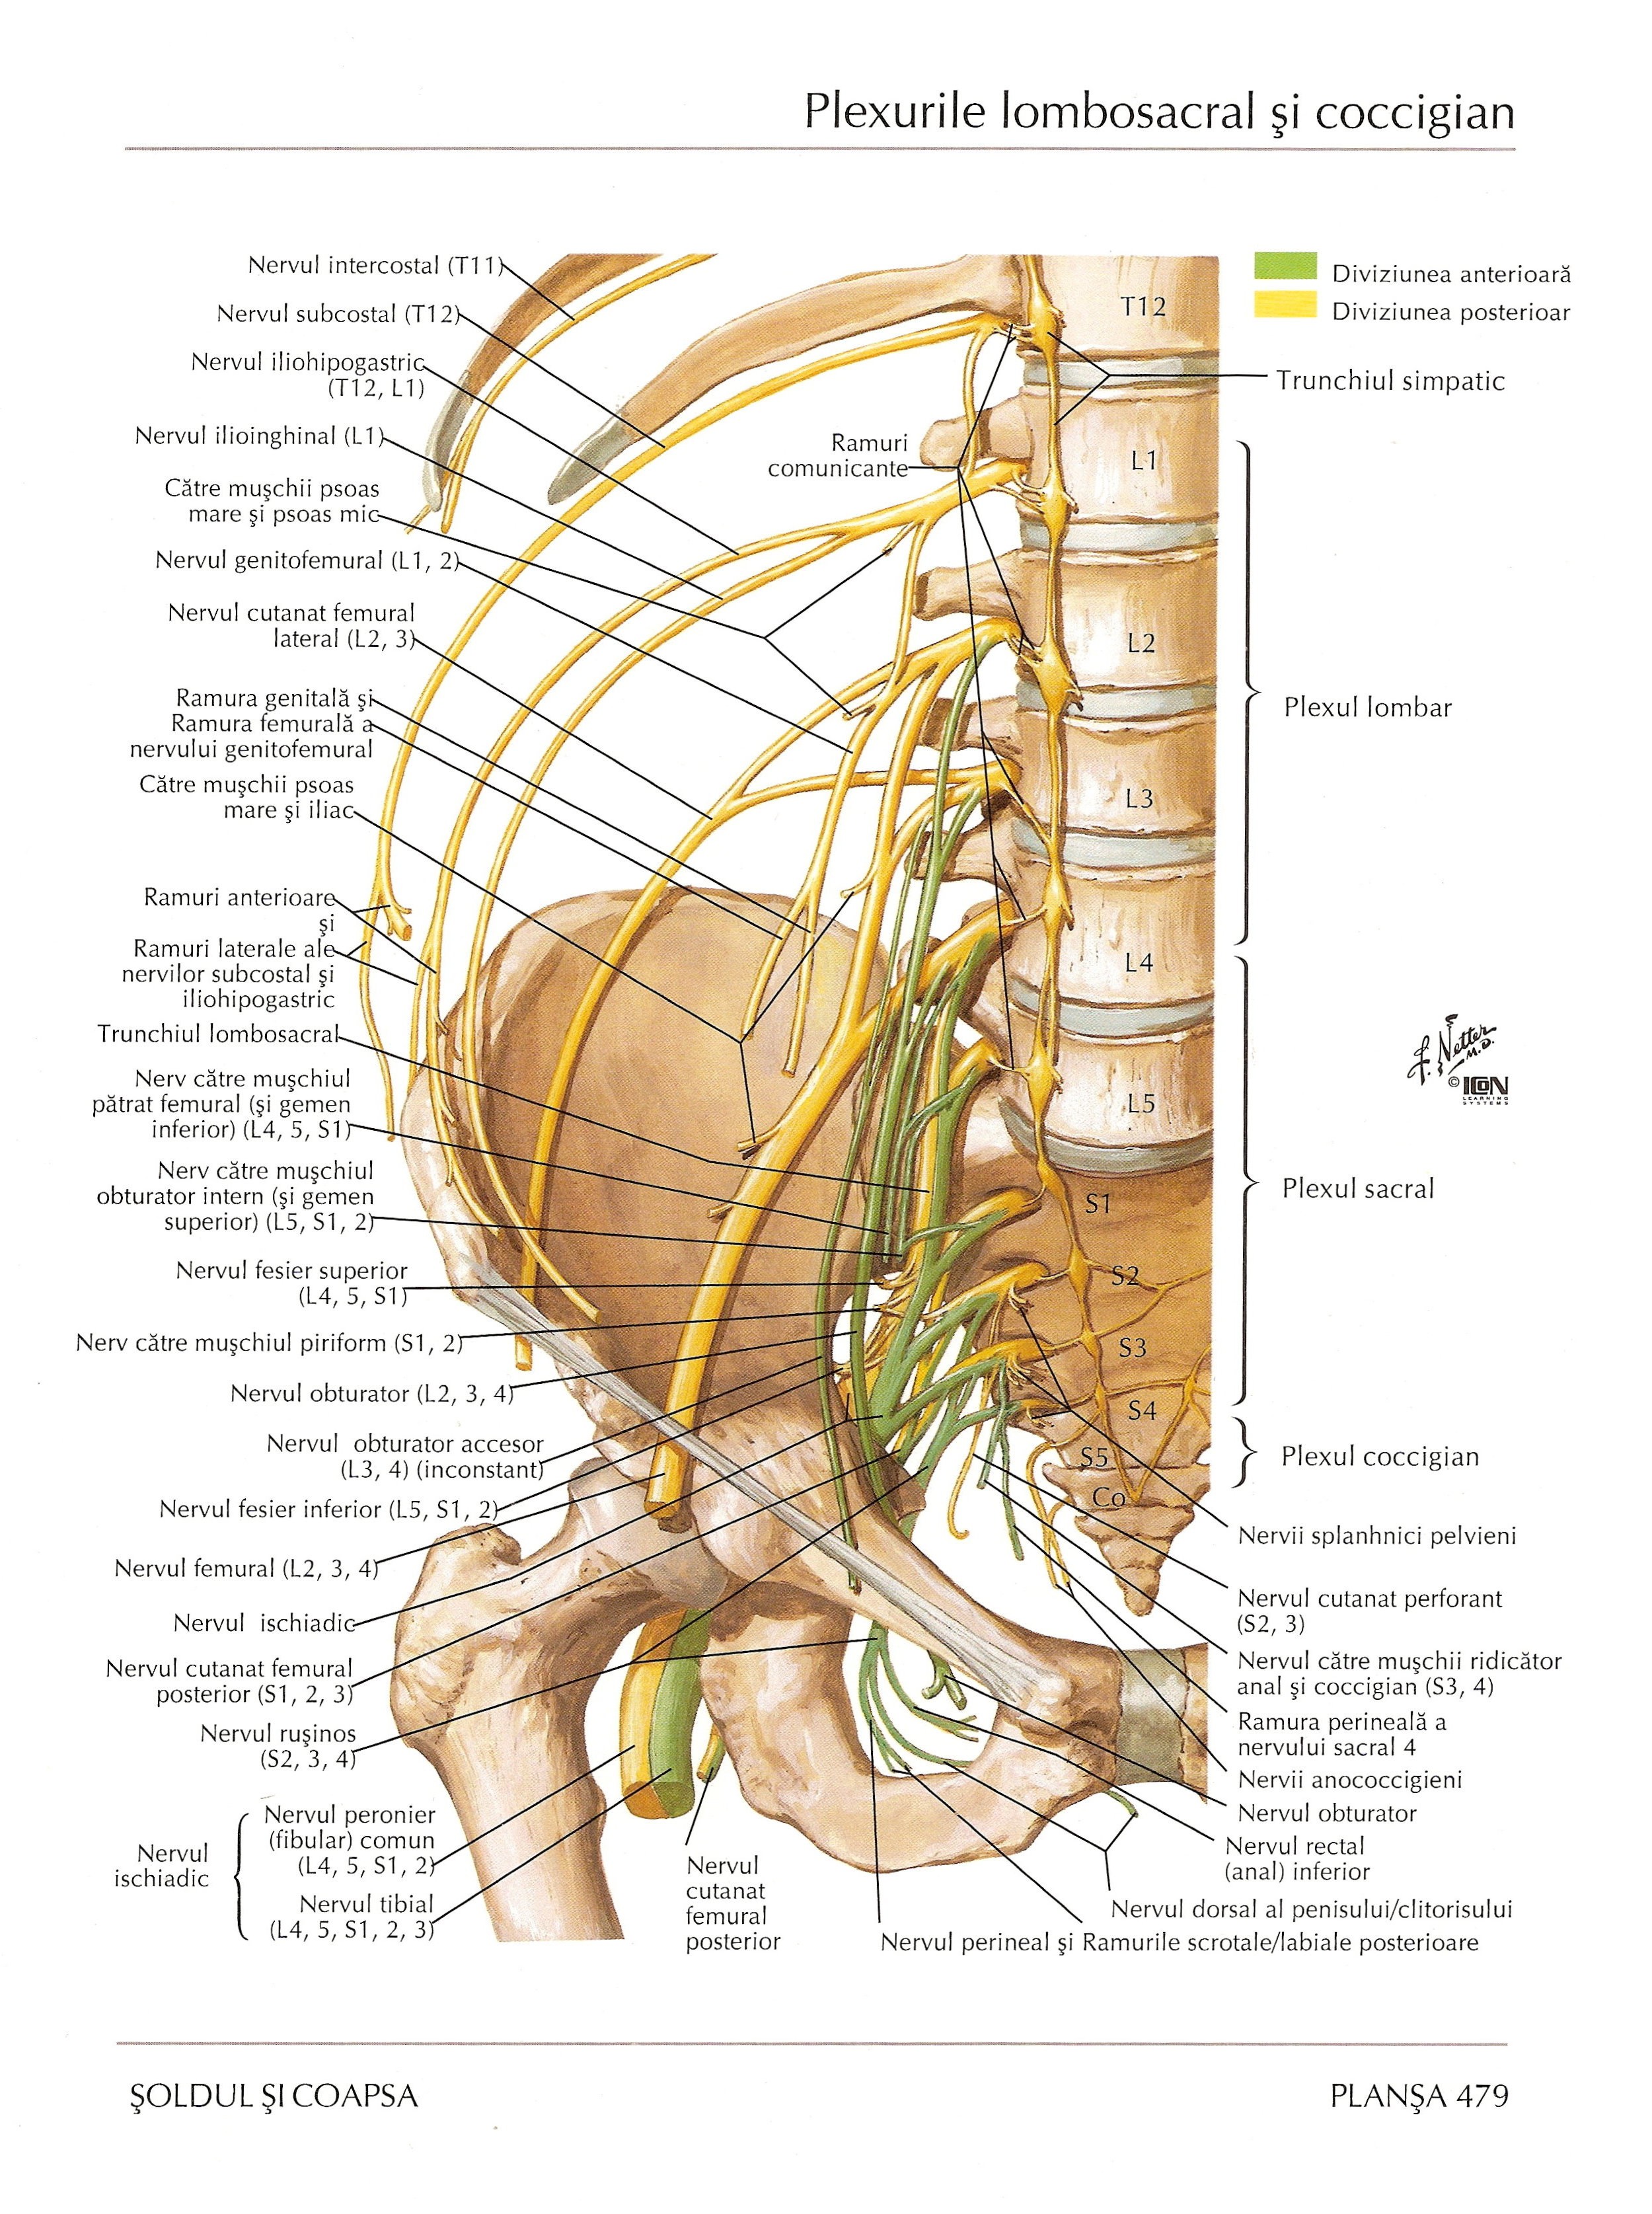 Plexurile lombosacral şi coccigian
Nervul intercostal (T11)
Nervul subcostal (T12)
Nervul iliohipogastric
(T12, L1)
Nervul ilioinghinal (L1)
Către muşchii psoas
mare şi psoas mic
Nervul genitofemural (L1, 2)
Nervul cutanat femural
lateral (L2, 3)
Ramura genitală şi
Ramura femurală a
nervului genitofemural
Către muşchii psoas
mare şi iliac
Ramuri anterioare
şi
Ramuri laterale ale
nervilor subcostal şi
iliohipogastric
Trunchiul lombosacral
Nerv către muşchiul
pătrat femural (şi gemen
inferior) (L4, 5, S1)
Nerv către muşchiul
obturator intern (şi gemen
superior) (L5, S1, 2)
Nervul fesier superior
(L4, 5, S1)
Nerv către muşchiul piriform (S1, 2)
Nervul obturator (L2, 3, 4)
Nervul obturator accesor
(L3, 4) (inconstant)
Nervul fesier inferior (L5, S1, 2)
Nervul femural (L2, 3, 4)
Nervul ischiadic
Nervul cutanat femural
posterior (S1, 2, 3)
Nervul ruşinos
(S2, 3, 4)
Nervul
ischiadic
Nervul peronier
(fibular) comun
(L4, 5, S1, 2)
Nervul tibial
(L4, 5, S1, 2, 3)
Nervul
cutanat
femural
posterior
Ramuri
comunicante
T12
L1
L2
L3
L4
L5
S1
S2
S3
S4
S5
Co
Diviziunea anterioară
Diviziunea posterioar
Trunchiul simpatic
Plexul lombar
F. Netter
M.D.
© ICON
LEARNING
SYSTEMS
Plexul sacral
Plexul coccigian
Nervii splanhnici pelvieni
Nervul cutanat perforant
(S2, 3)
Nervul către muşchii ridicător
anal şi coccigian (S3, 4)
Ramura perineală a
nervului sacral 4
Nervii anococcigieni
Nervul obturator
Nervul rectal
(anal) inferior
Nervul dorsal al penisului/clitorisului
Nervul perineal şi Ramurile scrotale/labiale posterioare
ŞOLDUL ŞI COAPSA
PLANŞA 479